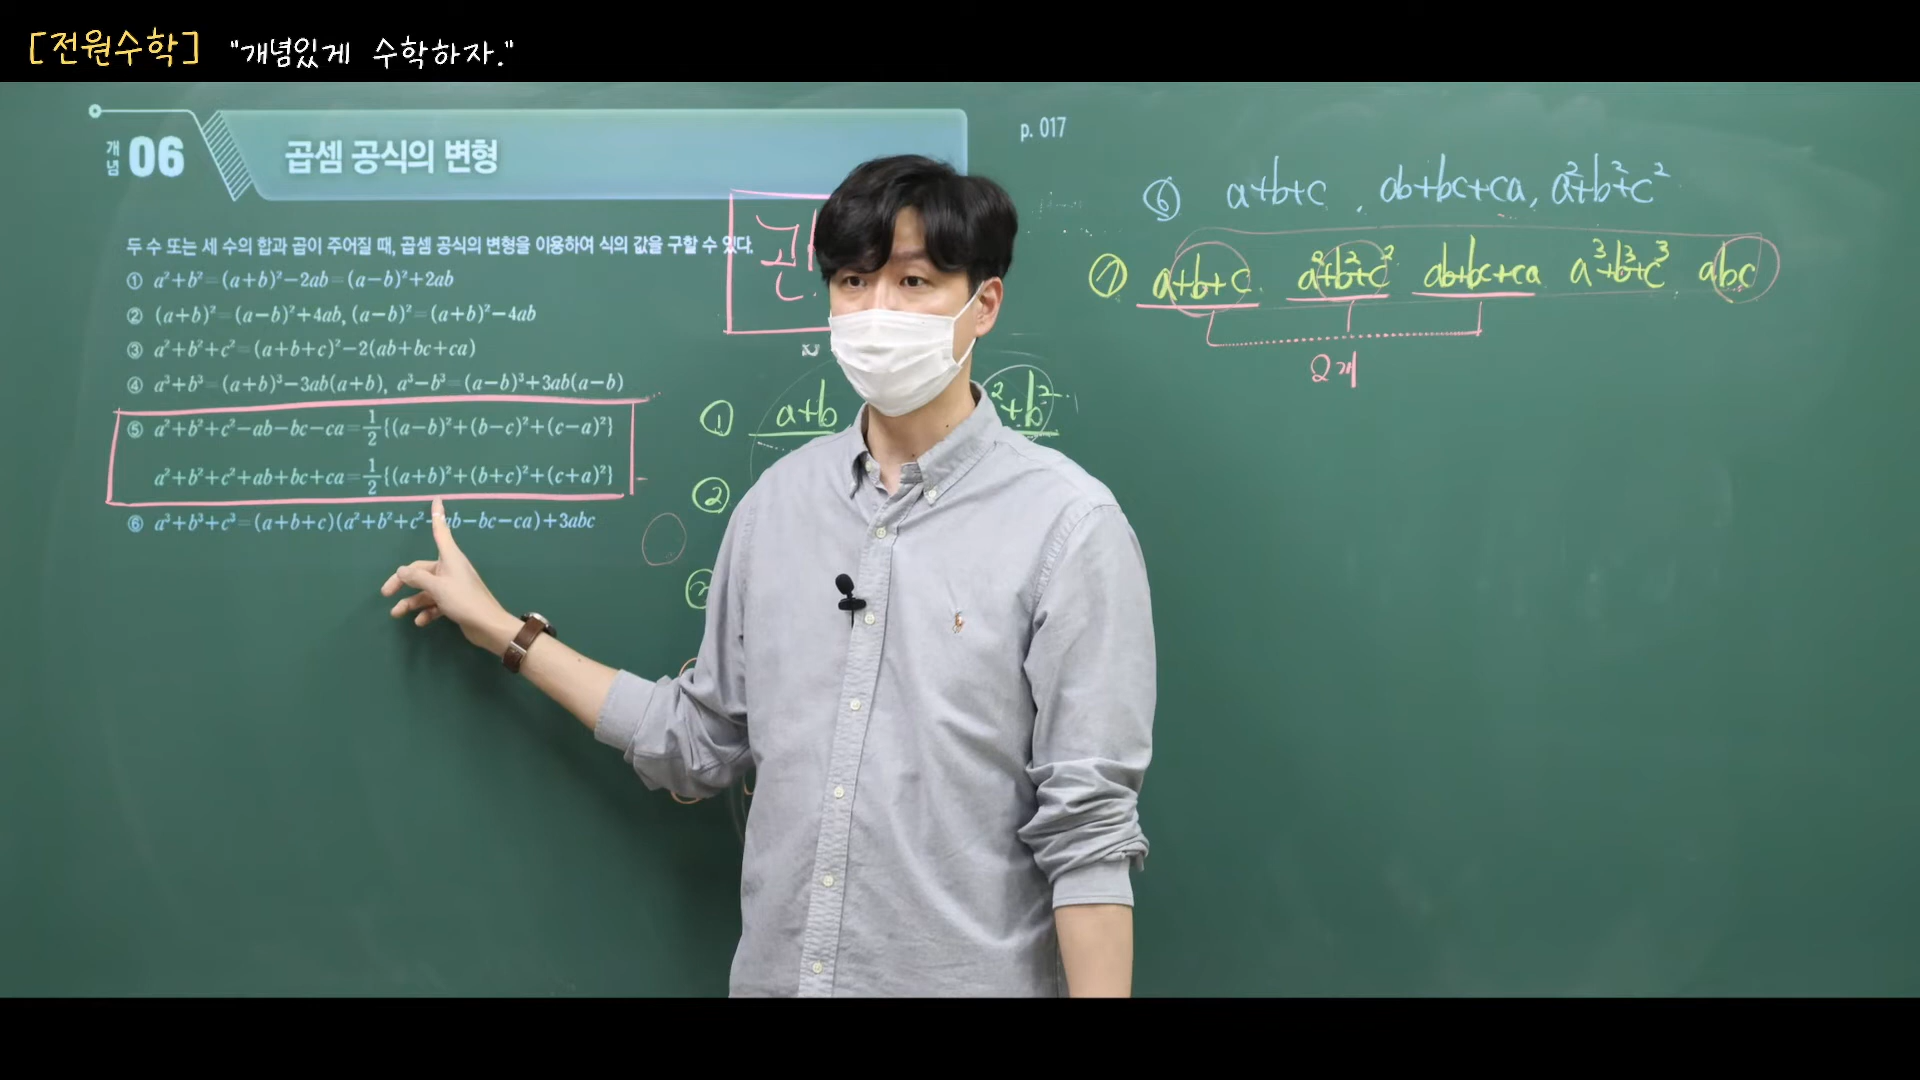 [전원수학] "개념있게 수학하자."
개념 06 곱셈 공식의 변형
p. 017
두 수 또는 세 수의 합과 곱이 주어질 때, 곱셈 공식의 변형을 이용하여 식의 값을 구할 수 있다.
① a²+b²=(a+b)²-2ab=(a-b)²+2ab
② (a+b)²=(a-b)²+4ab, (a-b)²=(a+b)²-4ab
③ a²+b²+c²=(a+b+c)²-2(ab+bc+ca)
④ a³+b³=(a+b)³-3ab(a+b), a³-b³=(a-b)³+3ab(a-b)
⑤ a²+b²+c²-ab-bc-ca=1/2{(a-b)²+(b-c)²+(c-a)²}
a²+b²+c²+ab+bc+ca=1/2{(a+b)²+(b+c)²+(c+a)²}
⑥ a³+b³+c³=(a+b+c)(a²+b²+c²-ab-bc-ca)+3abc
① a+b ²+b²
②
⑥ a+b+c, ab+bc+ca, a²+b²+c²
⑦ a+b+c a²+b²+c² ab+bc+ca a³+b³+c³ abc
2개